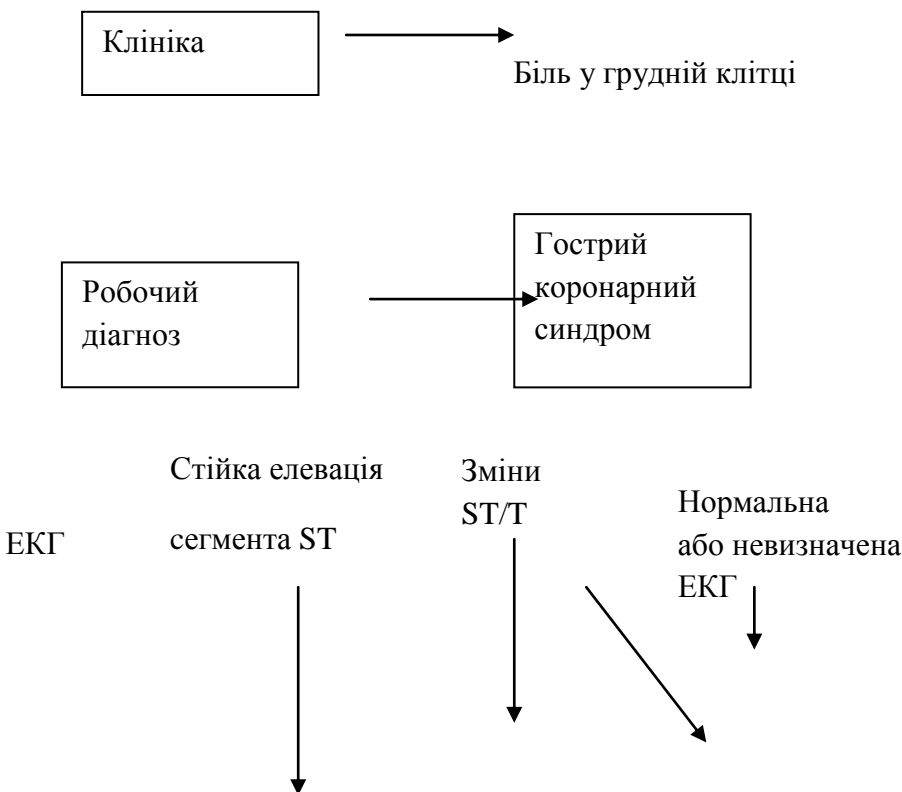 Клініка
Біль у грудній клітці
Робочий
діагноз
Гострий
коронарний
синдром
ЕКГ
Стійка елевація
сегмента ST
Зміни
ST/T
Нормальна
або невизначена
ЕКГ